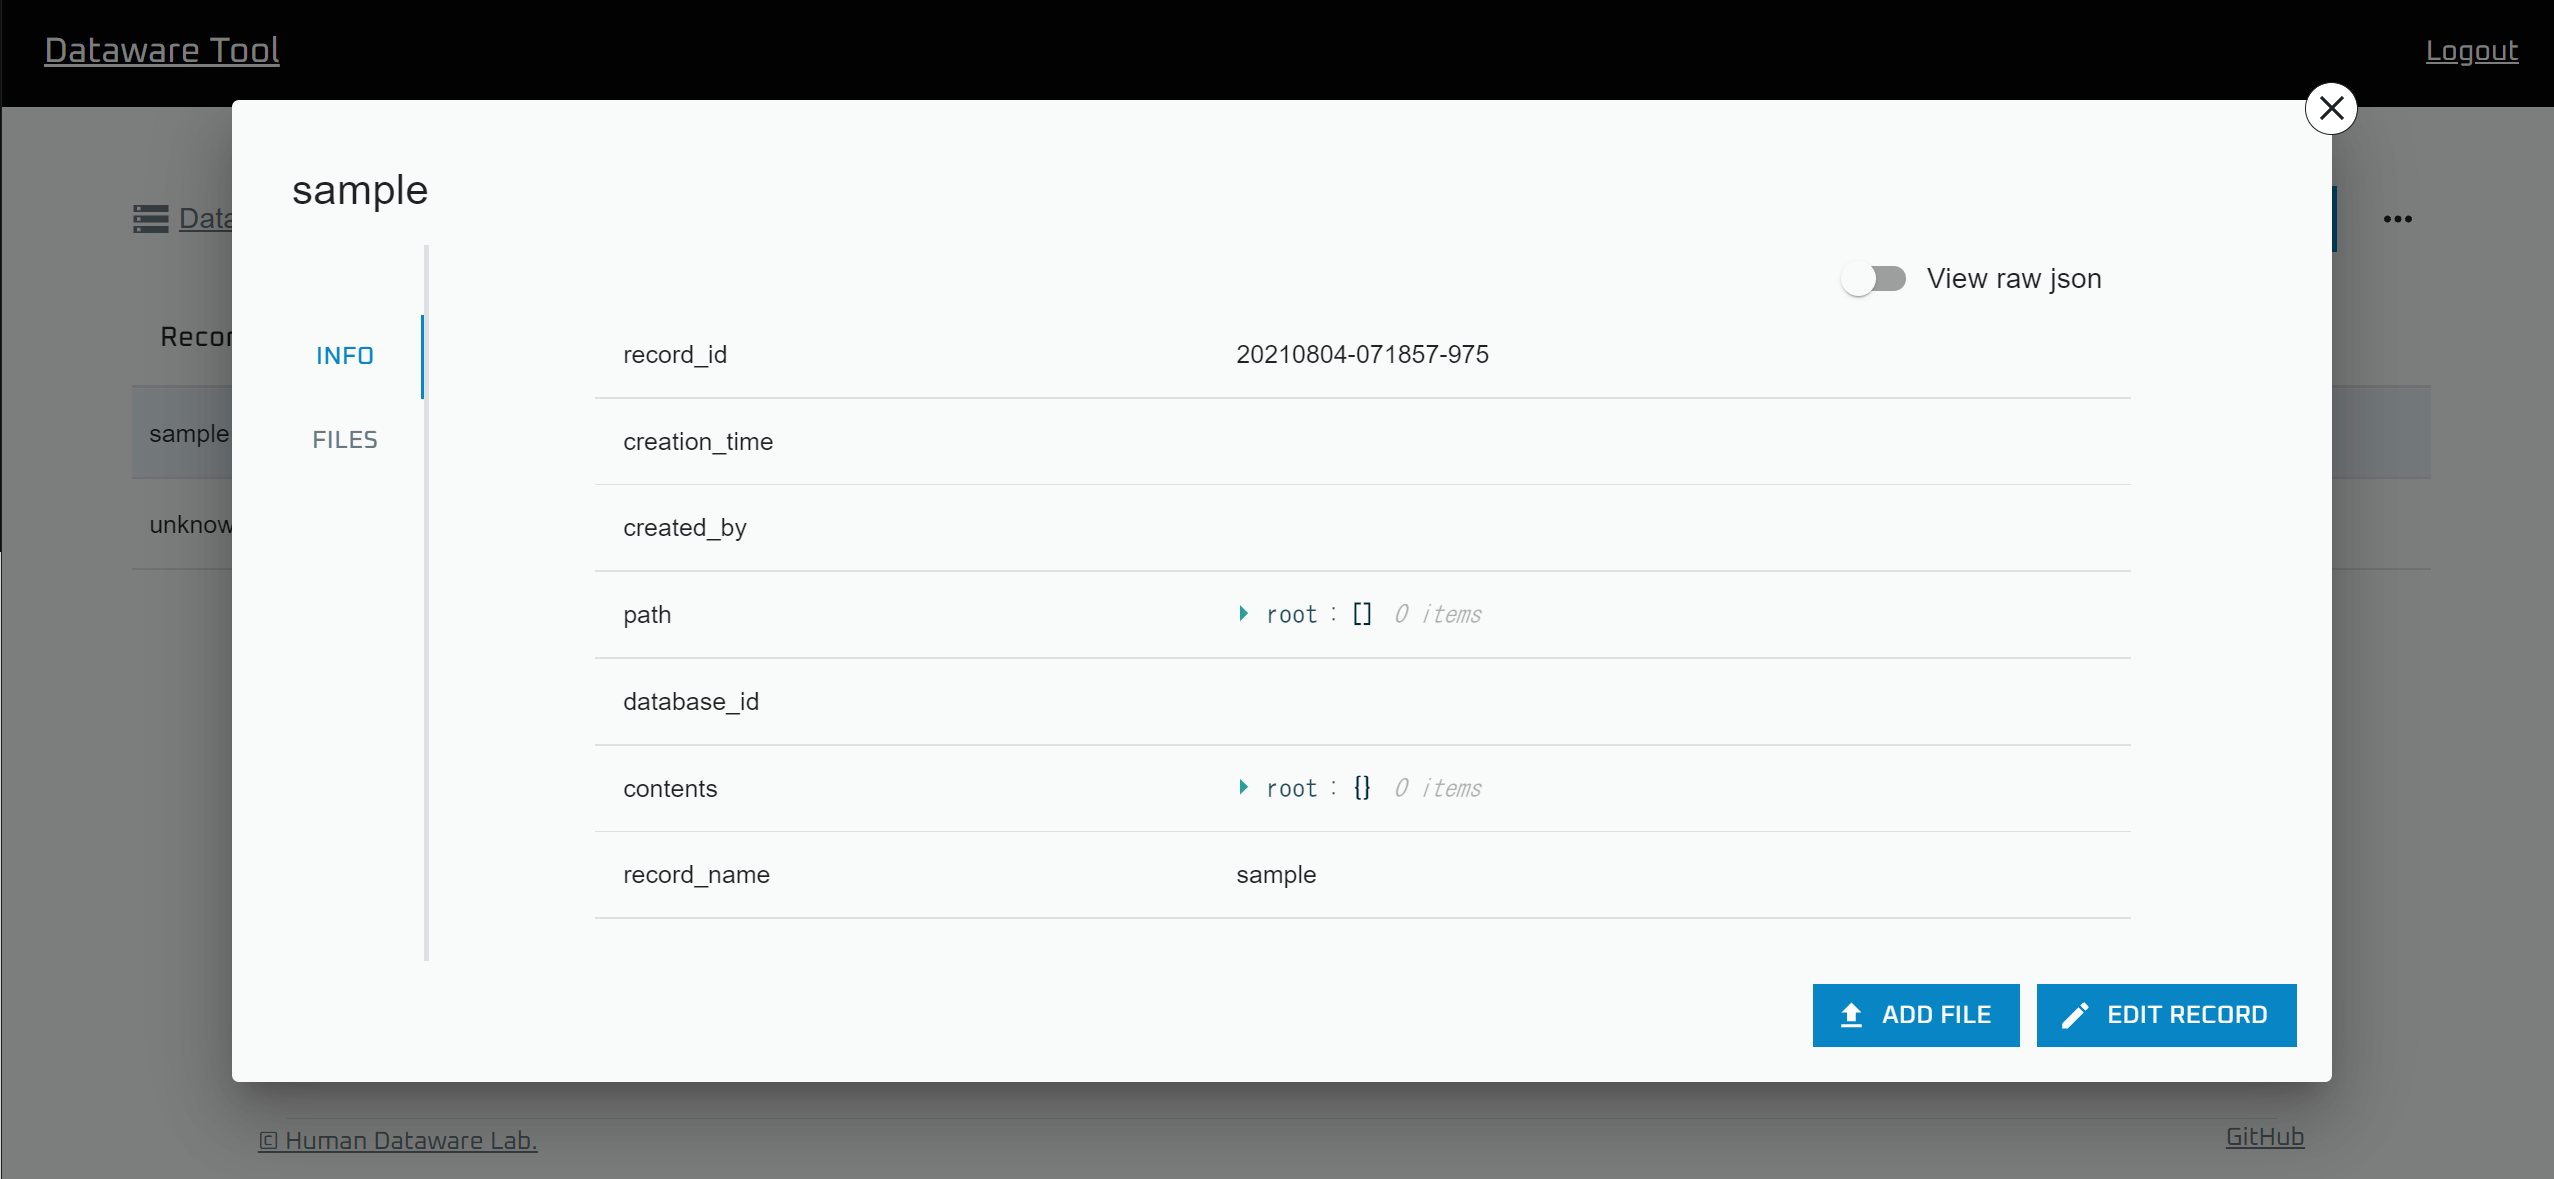 Dataware Tool
Logout
sample
Data
•••
View raw json
Recor
INFO
record_id 20210804-071857-975
FILES
sample
creation_time
unknow
created_by
path root : [] 0 items
database_id
contents root : {} 0 items
record_name sample
ADD FILE
EDIT RECORD
© Human Dataware Lab.
GitHub